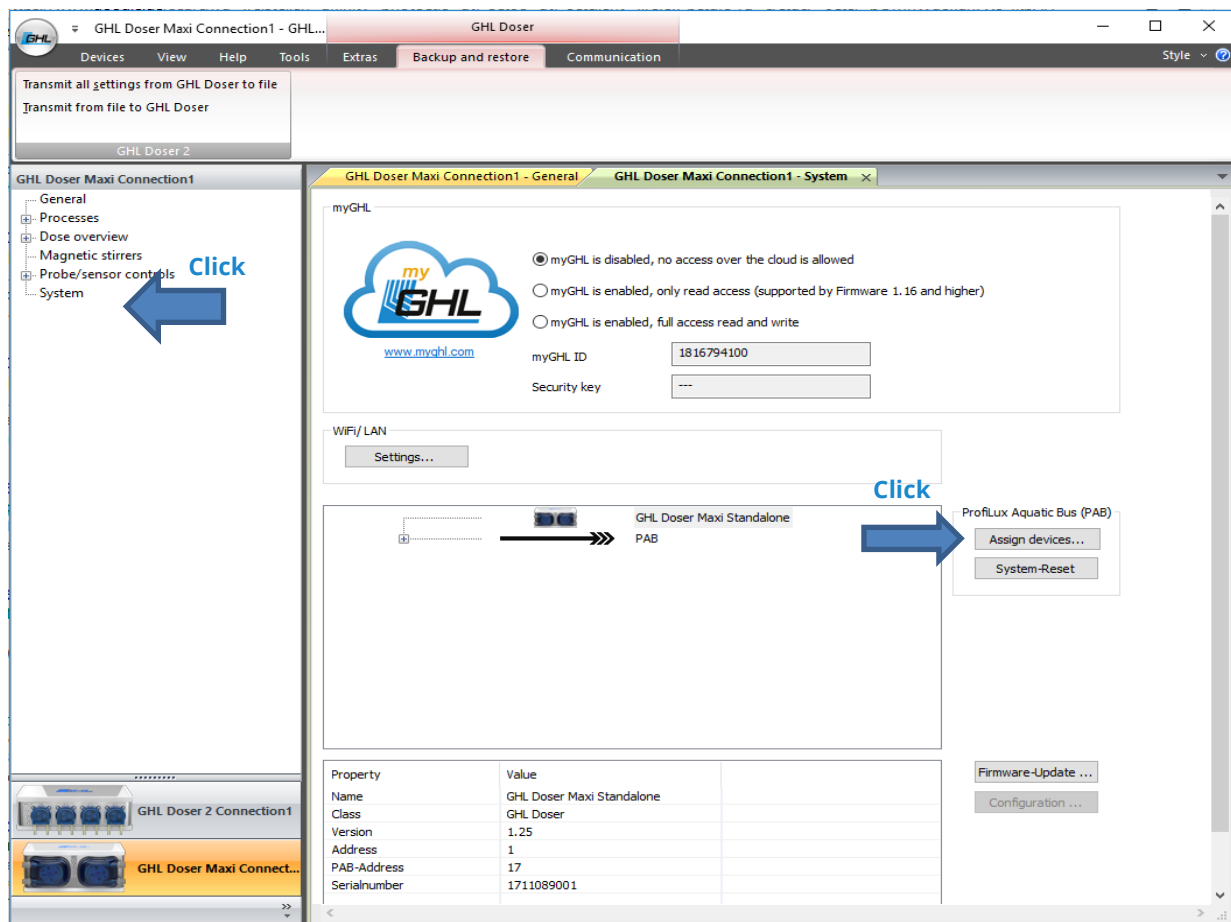 GHL
GHL Doser Maxi Connection1 - GHL...
GHL Doser
Devices View Help Tools Extras Backup and restore Communication Style
Transmit all settings from GHL Doser to file
Transmit from file to GHL Doser
GHL Doser 2
GHL Doser Maxi Connection1
General
Processes
Dose overview
Magnetic stirrers
Probe/sensor controls
System
Click
GHL Doser 2 Connection1
GHL Doser Maxi Connect...
GHL Doser Maxi Connection1 - General
GHL Doser Maxi Connection1 - System
myGHL
my
GHL
www.myghl.com
myGHL is disabled, no access over the cloud is allowed
myGHL is enabled, only read access (supported by Firmware 1.16 and higher)
myGHL is enabled, full access read and write
myGHL ID 1816794100
Security key ---
WiFi/ LAN
Settings...
GHL Doser Maxi Standalone
PAB
Click
ProfiLux Aquatic Bus (PAB)
Assign devices...
System-Reset
Property Value
Name GHL Doser Maxi Standalone
Class GHL Doser
Version 1.25
Address 1
PAB-Address 17
Serialnumber 1711089001
Firmware-Update ...
Configuration ...